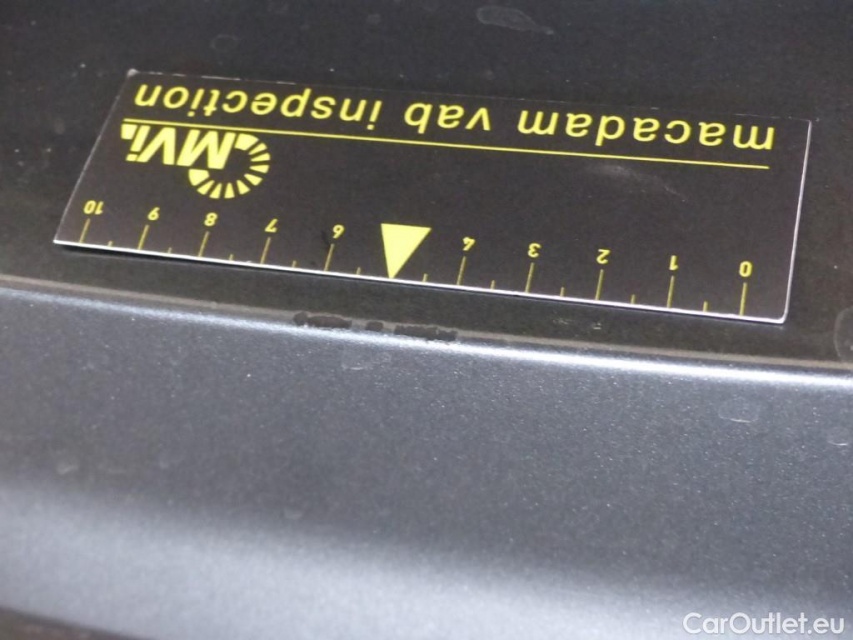 macadam vab inspection
MVi.
0 1 2 3 4 6 7 8 9 10
CarOutlet.eu